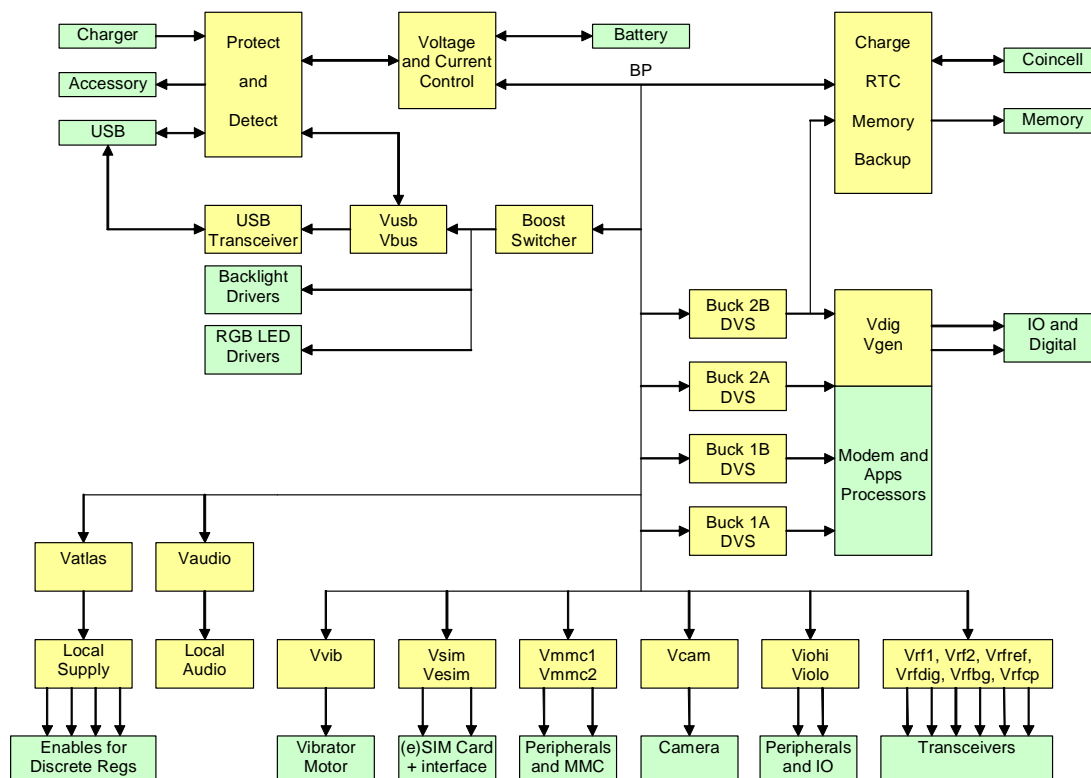 Charger
Protect
and
Detect
Voltage
and Current
Control
Battery
BP
Charge
RTC
Memory
Backup
Coincell
Accessory
USB
Memory
USB
Transceiver
Vusb
Vbus
Boost
Switcher
Backlight
Drivers
RGB LED
Drivers
Buck 2B
DVS
Vdig
Vgen
IO and
Digital
Buck 2A
DVS
Buck 1B
DVS
Modem and
Apps
Processors
Buck 1A
DVS
Vatlas
Vaudio
Local
Supply
Local
Audio
Vvib
Vsim
Vesim
Vmmc1
Vmmc2
Vcam
Viohi
Violo
Vrf1, Vrf2, Vrfref,
Vrfdig, Vrfbg, Vrfcp
Enables for
Discrete Regs
Vibrator
Motor
(e)SIM Card
+ interface
Peripherals
and MMC
Camera
Peripherals
and IO
Transceivers